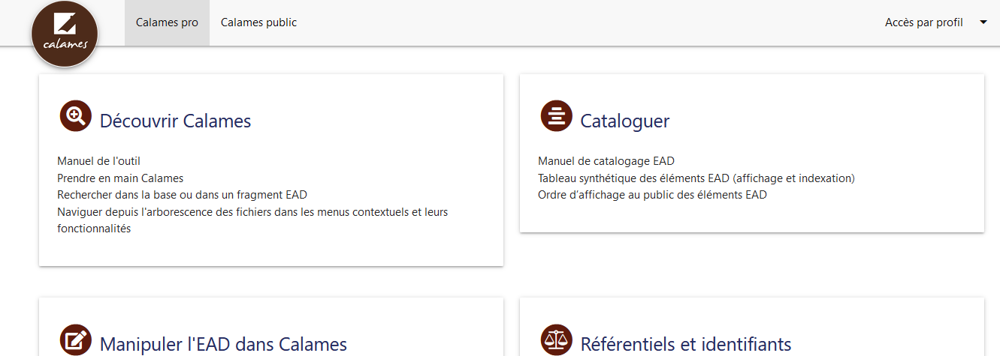 calames
Calames pro
Calames public
Accès par profil
Découvrir Calames
Manuel de l'outil
Prendre en main Calames
Rechercher dans la base ou dans un fragment EAD
Naviguer depuis l'arborescence des fichiers dans les menus contextuels et leurs
fonctionnalités
Cataloguer
Manuel de catalogage EAD
Tableau synthétique des éléments EAD (affichage et indexation)
Ordre d’affichage au public des éléments EAD
Manipuler l'EAD dans Calames
Référentiels et identifiants